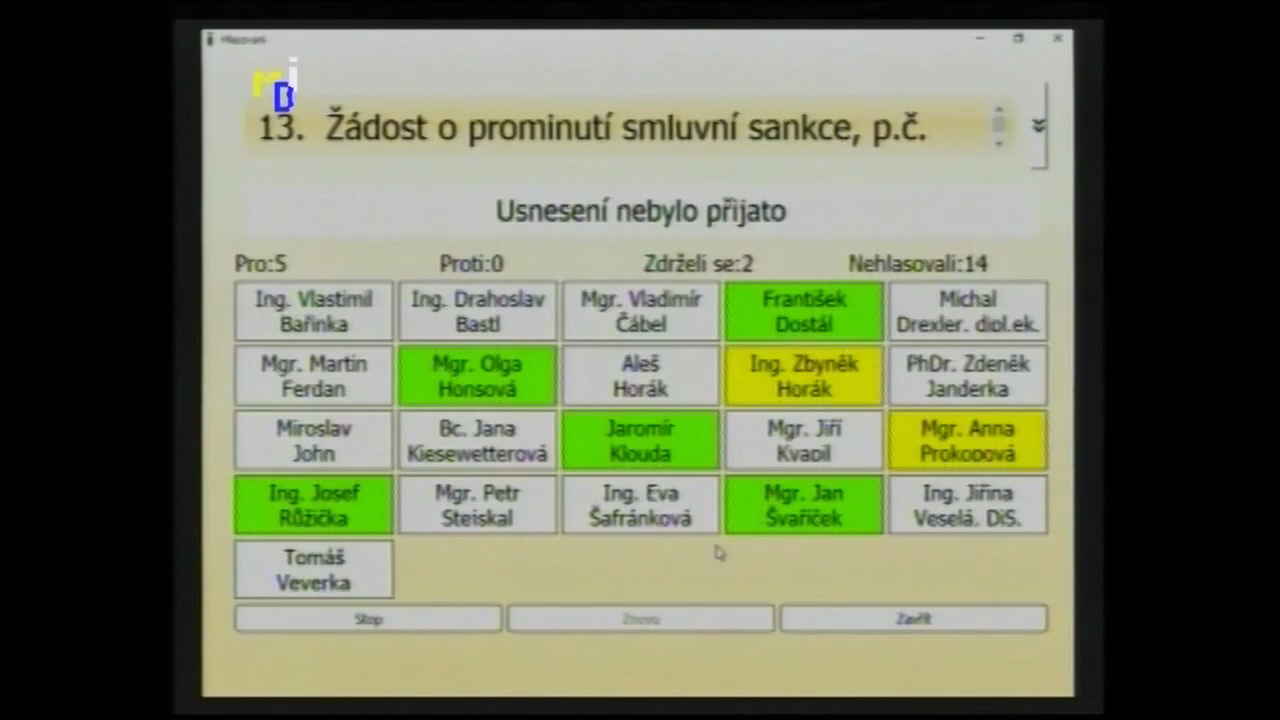 Hlasovani
13. Žádost o prominutí smluvní sankce, p.č.
Usnesení nebylo přijato
Pro:5 Proti:0 Zdrželi se:2 Nehlasovali:14
Ing. Vlastimil
Bařinka
Ing. Drahoslav
Bastl
Mgr. Vladimír
Čábel
František
Dostál
Michal
Drexler, dipl.ek.
Mgr. Martin
Ferdan
Mgr. Olga
Honsová
Aleš
Horák
Ing. Zbyněk
Horák
PhDr. Zdeněk
Janderka
Miroslav
John
Bc. Jana
Kiesewetterová
Jaromír
Klouda
Mgr. Jiří
Kvapil
Mgr. Anna
Prokopová
Ing. Josef
Růžička
Mgr. Petr
Stejskal
Ing. Eva
Šafránková
Mgr. Jan
Švaříček
Ing. Jiřina
Veselá, DiS.
Tomáš
Veverka
Stop Znovu Zavřít